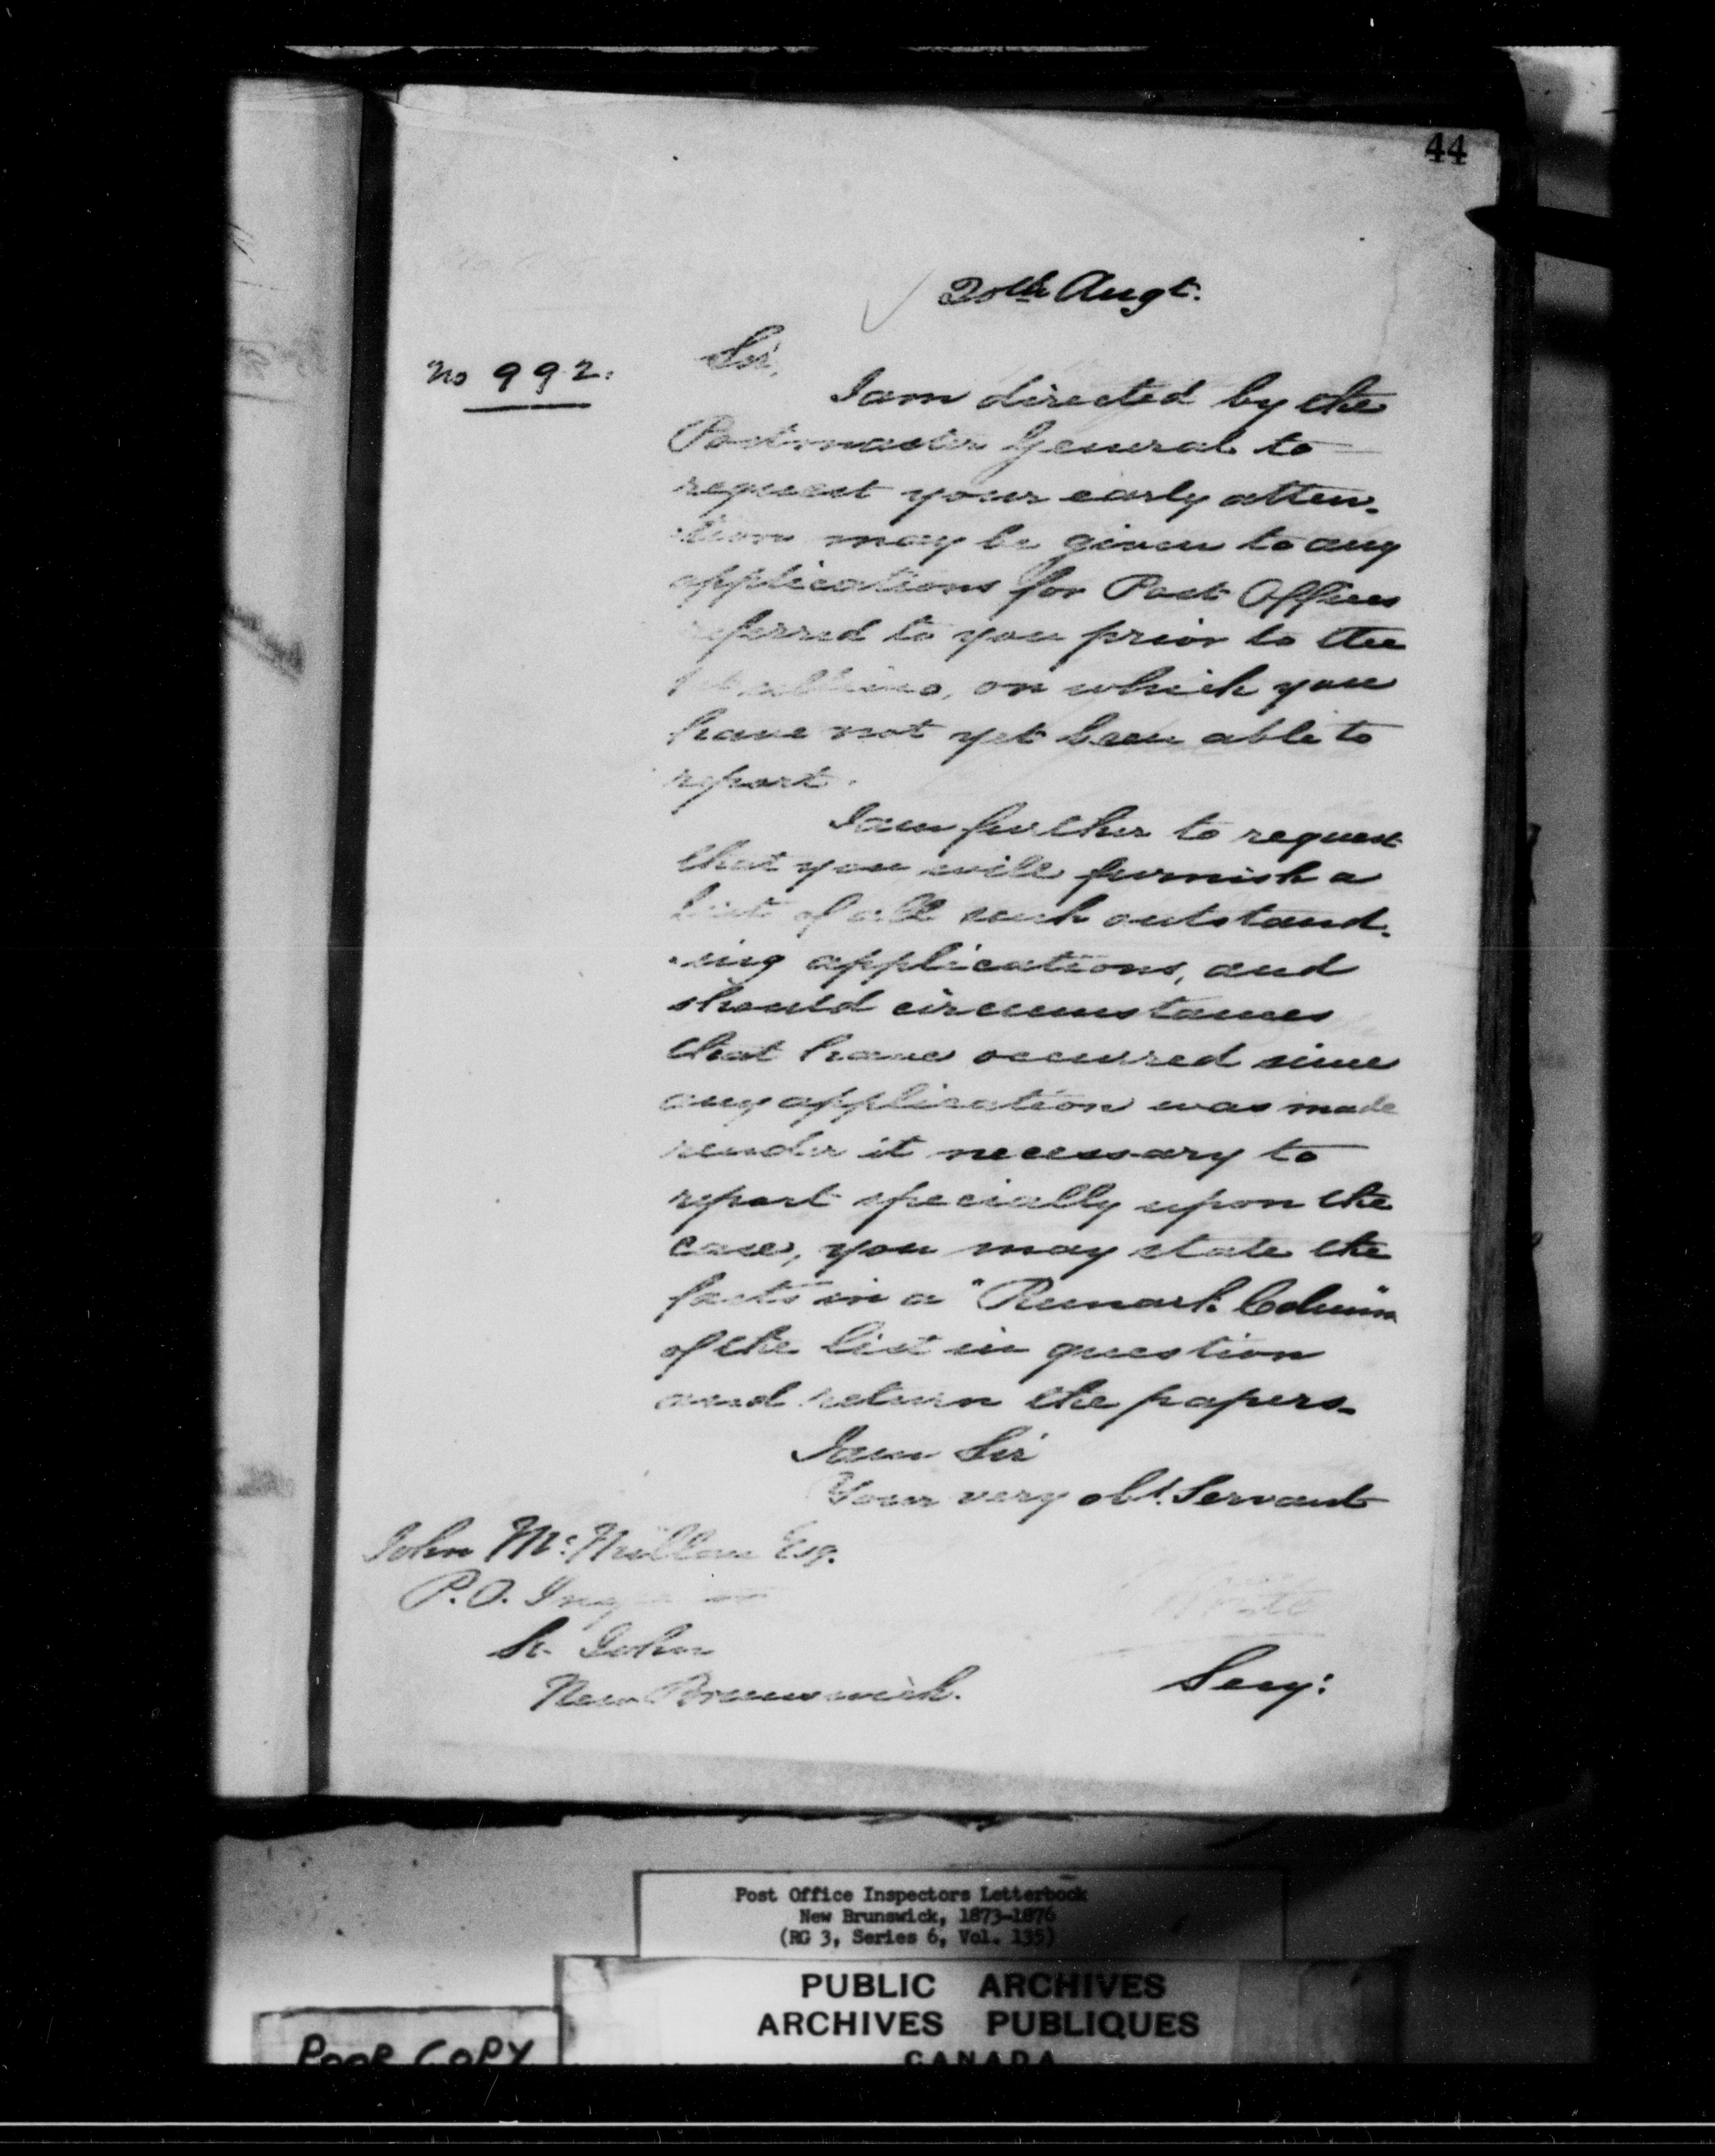 44
20th Augt.
No 992.
Sir,
I am directed by the
Postmaster General to
request your early atten-
tion may be given to any
applications for Post Offices
referred to you prior to the
on which you
have not yet been able to
report.
I am further to request
that you will furnish a
list of all such outstand-
-ing applications, and
should circumstances
that have occurred since
any application was made
render it necessary to
report specially upon the
case, you may state the
facts in a "Remark Column"
of the list in question
and return the papers.
I am Sir
Your very obt. Servant
John Mc.Millan Esq.
P.O.
St. John
New Brunswick.
Secy:
Post Office Inspectors Letterbook
New Brunswick, 1873-1876
(RG 3, Series 6, Vol. 135)
PUBLIC ARCHIVES
ARCHIVES PUBLIQUES
CANADA
POOR COPY